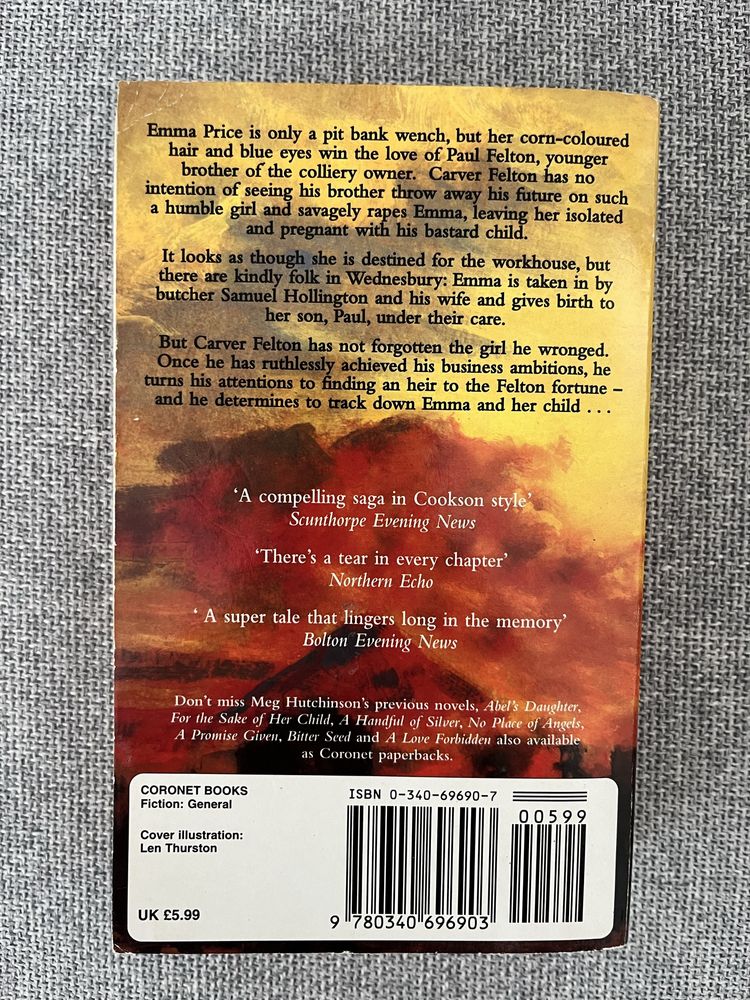 Emma Price is only a pit bank wench, but her corn-coloured
hair and blue eyes win the love of Paul Felton, younger
brother of the colliery owner. Carver Felton has no
intention of seeing his brother throw away his future on such
a humble girl and savagely rapes Emma, leaving her isolated
and pregnant with his bastard child.
It looks as though she is destined for the workhouse, but
there are kindly folk in Wednesbury: Emma is taken in by
butcher Samuel Hollington and his wife and gives birth to
her son, Paul, under their care.
But Carver Felton has not forgotten the girl he wronged.
Once he has ruthlessly achieved his business ambitions, he
turns his attentions to finding an heir to the Felton fortune –
and he determines to track down Emma and her child . . .
‘A compelling saga in Cookson style’
Scunthorpe Evening News
‘There’s a tear in every chapter’
Northern Echo
‘ A super tale that lingers long in the memory’
Bolton Evening News
Don’t miss Meg Hutchinson’s previous novels, Abel’s Daughter,
For the Sake of Her Child, A Handful of Silver, No Place of Angels,
A Promise Given, Bitter Seed and A Love Forbidden also available
as Coronet paperbacks.
CORONET BOOKS
Fiction: General
Cover illustration:
Len Thurston
UK £5.99
ISBN 0-340-69690-7
00599
9 780340 696903